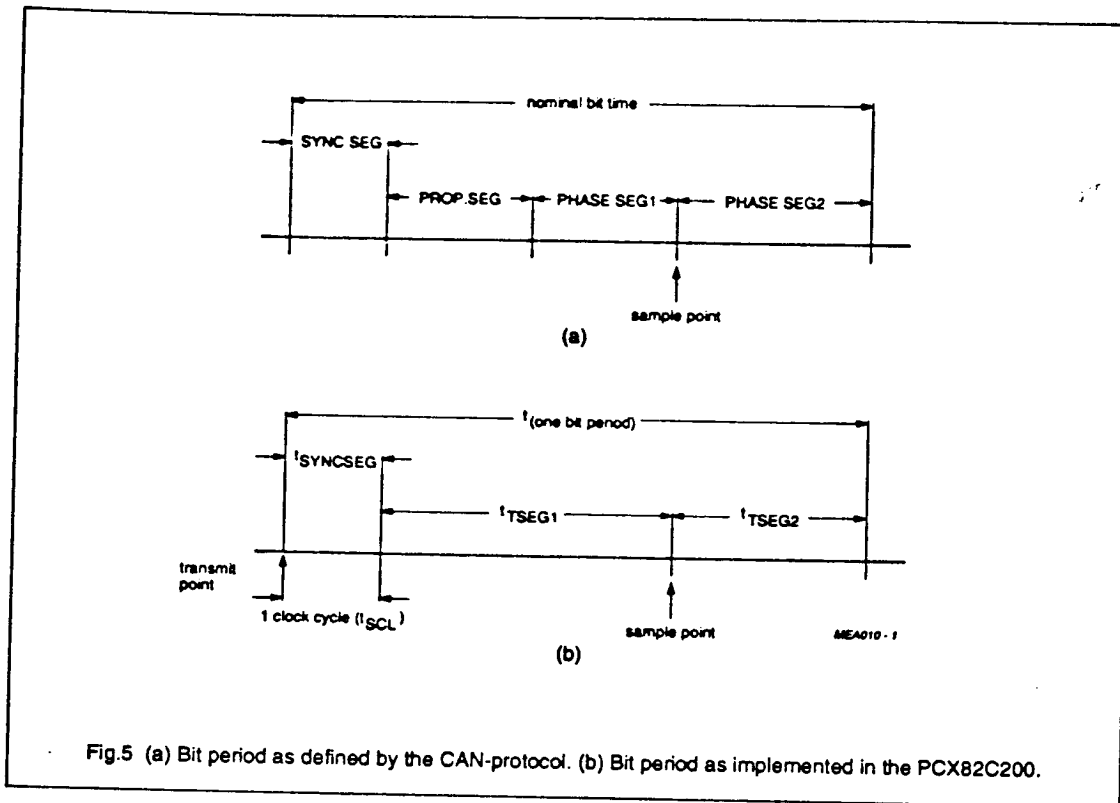 nominal bit time
SYNC SEG
PROP.SEG PHASE SEG1 PHASE SEG2
sample point
(a)
t(one bit period)
tSYNCSEG
tTSEG1 tTSEG2
transmit
point
1 clock cycle (tSCL)
sample point
MEA010 - 1
(b)
Fig.5 (a) Bit period as defined by the CAN-protocol. (b) Bit period as implemented in the PCX82C200.